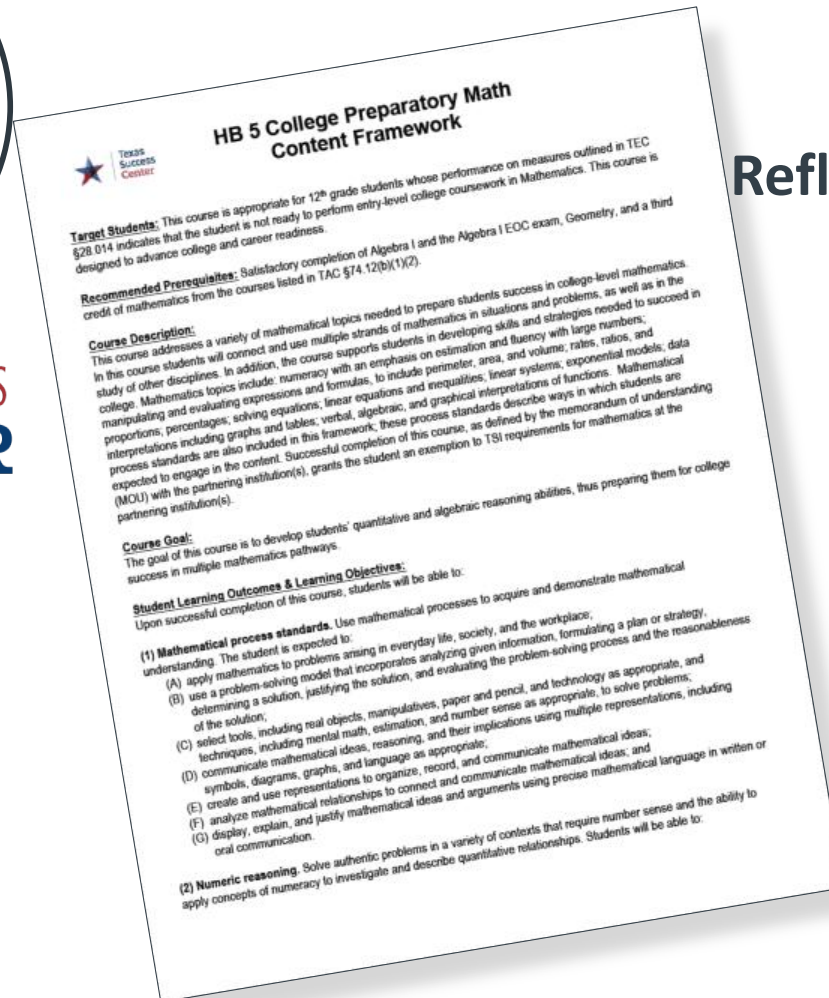 HB 5 College Preparatory Math
Content Framework
Texas
Success
Center
Target Students: This course is appropriate for 12th grade students whose performance on measures outlined in TEC
§28.014 indicates that the student is not ready to perform entry-level college coursework in Mathematics. This course is
designed to advance college and career readiness.
Recommended Prerequisites: Satisfactory completion of Algebra I and the Algebra I EOC exam, Geometry, and a third
credit of mathematics from the courses listed in TAC §74.12(b)(1)(2).
Course Description:
This course addresses a variety of mathematical topics needed to prepare students success in college-level mathematics.
In this course students will connect and use multiple strands of mathematics in situations and problems, as well as in the
study of other disciplines. In addition, the course supports students in developing skills and strategies needed to succeed in
college. Mathematics topics include: numeracy with an emphasis on estimation and fluency with large numbers;
manipulating and evaluating expressions and formulas, to include perimeter, area, and volume; rates, ratios, and
proportions; percentages; solving equations; linear equations and inequalities; linear systems; exponential models; data
interpretations including graphs and tables; verbal, algebraic, and graphical interpretations of functions. Mathematical
process standards are also included in this framework; these process standards describe ways in which students are
expected to engage in the content. Successful completion of this course, as defined by the memorandum of understanding
(MOU) with the partnering institution(s), grants the student an exemption to TSI requirements for mathematics at the
partnering institution(s).
Course Goal:
The goal of this course is to develop students' quantitative and algebraic reasoning abilities, thus preparing them for college
success in multiple mathematics pathways.
Student Learning Outcomes & Learning Objectives:
Upon successful completion of this course, students will be able to:
(1) Mathematical process standards. Use mathematical processes to acquire and demonstrate mathematical
understanding. The student is expected to:
(A) apply mathematics to problems arising in everyday life, society, and the workplace;
(B) use a problem-solving model that incorporates analyzing given information, formulating a plan or strategy,
determining a solution, justifying the solution, and evaluating the problem-solving process and the reasonableness
of the solution;
(C) select tools, including real objects, manipulatives, paper and pencil, and technology as appropriate, and
techniques, including mental math, estimation, and number sense as appropriate, to solve problems;
(D) communicate mathematical ideas, reasoning, and their implications using multiple representations, including
symbols, diagrams, graphs, and language as appropriate;
(E) create and use representations to organize, record, and communicate mathematical ideas;
(F) analyze mathematical relationships to connect and communicate mathematical ideas; and
(G) display, explain, and justify mathematical ideas and arguments using precise mathematical language in written or
oral communication.
(2) Numeric reasoning. Solve authentic problems in a variety of contexts that require number sense and the ability to
apply concepts of numeracy to investigate and describe quantitative relationships. Students will be able to:
Refl
S
R